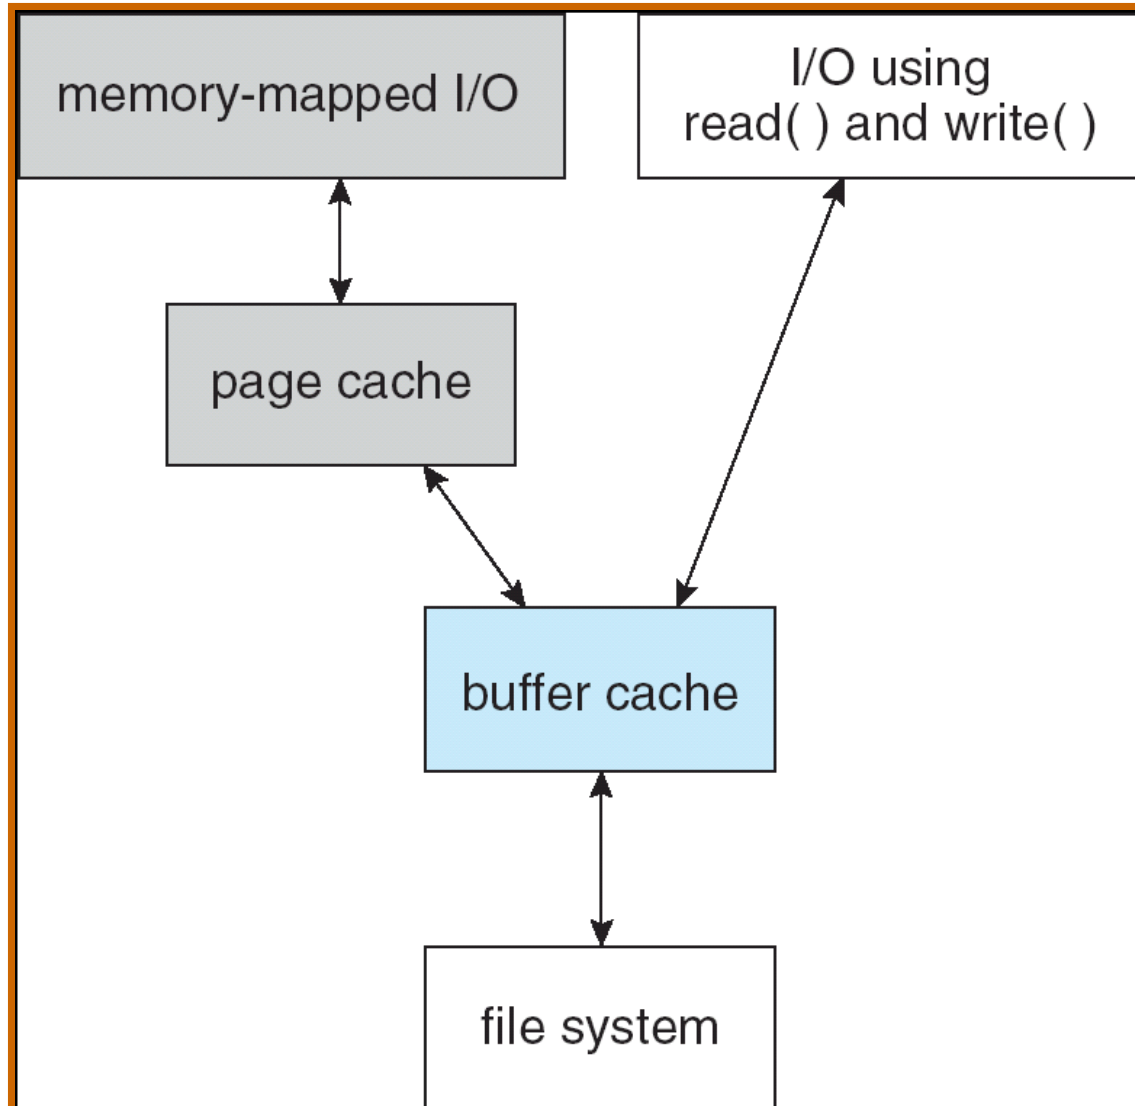 memory-mapped I/O
I/O using
read( ) and write( )
page cache
buffer cache
file system